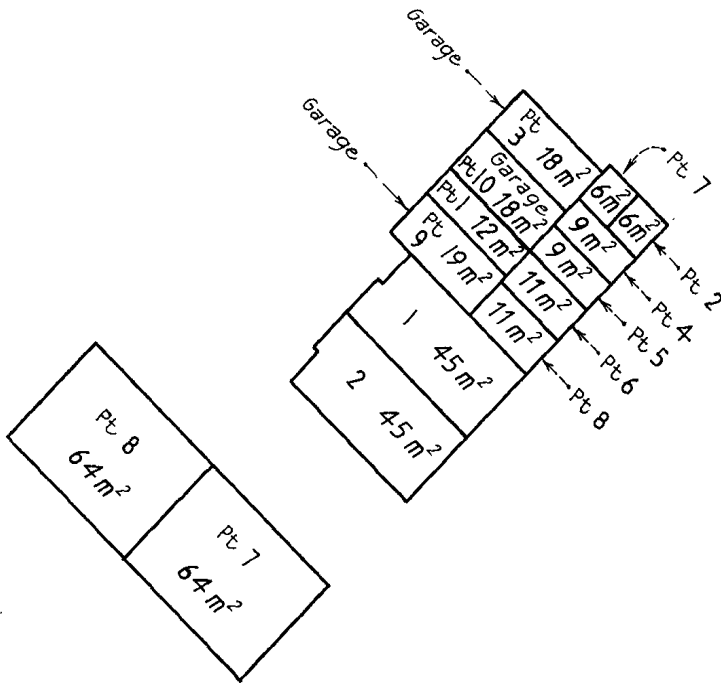 Garage
Garage
Pt
3 18m²
Garage
Pt10 18m²
Pt1 12m²
Pt
9 19m²
6m²
6m²
9m²
9m²
11m²
11m²
Pt 7
Pt 2
Pt 4
Pt 5
Pt 6
Pt 8
1 45m²
2 45m²
Pt 8
64m²
Pt 7
64m²